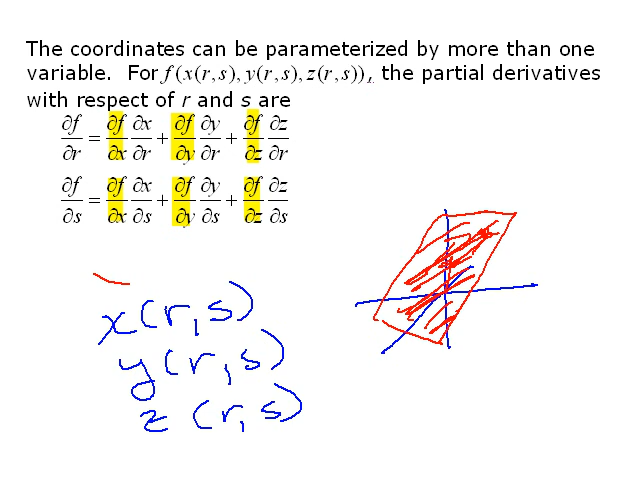 The coordinates can be parameterized by more than one
variable. For f(x(r,s), y(r,s), z(r,s)), the partial derivatives
with respect of r and s are
∂f/∂r = ∂f/∂x ∂x/∂r + ∂f/∂y ∂y/∂r + ∂f/∂z ∂z/∂r
∂f/∂s = ∂f/∂x ∂x/∂s + ∂f/∂y ∂y/∂s + ∂f/∂z ∂z/∂s
x(r,s)
y(r,s)
z(r,s)